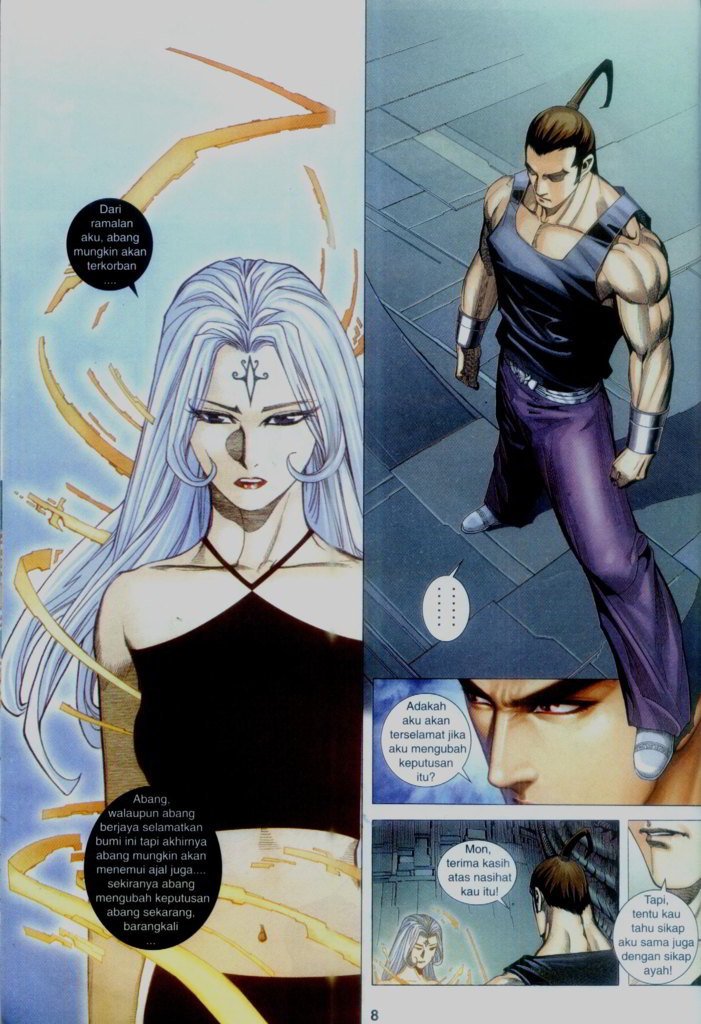 Dari
ramalan
aku, abang
mungkin akan
terkorban
....
Abang,
walaupun abang
berjaya selamatkan
bumi ini tapi akhirnya
abang mungkin akan
menemui ajal juga....
sekiranya abang
mengubah keputusan
abang sekarang,
barangkali
...
Adakah
aku akan
terselamat jika
aku mengubah
keputusan
itu?
Mon,
terima kasih
atas nasihat
kau itu!
Tapi,
tentu kau
tahu sikap
aku sama juga
dengan sikap
ayah!
8